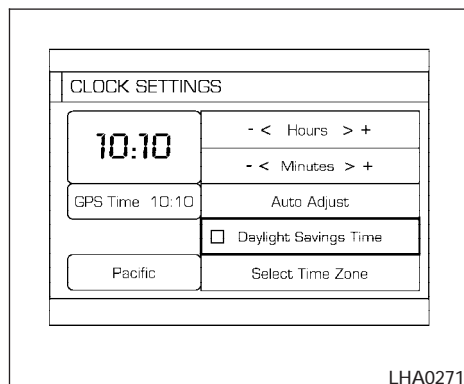 CLOCK SETTINGS
10:10
- < Hours > +
- < Minutes > +
GPS Time 10:10
Auto Adjust
Daylight Savings Time
Pacific
Select Time Zone
LHA0271